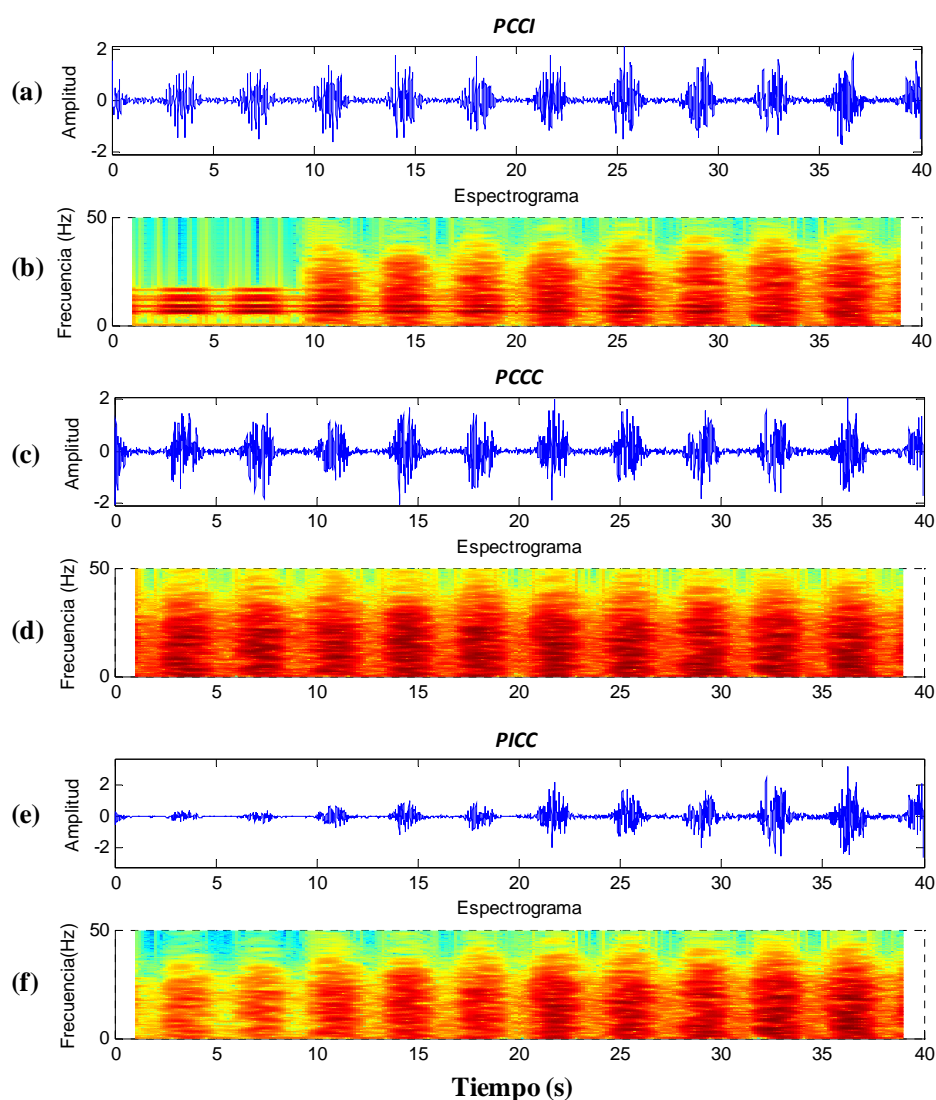 PCCI
(a)
Amplitud
2
0
-2
0 5 10 15 20 25 30 35 40
Espectrograma
(b)
Frecuencia (Hz)
50
0
0 5 10 15 20 25 30 35 40
PCCC
(c)
Amplitud
2
0
-2
0 5 10 15 20 25 30 35 40
Espectrograma
(d)
Frecuencia (Hz)
50
0
0 5 10 15 20 25 30 35 40
PICC
(e)
Amplitud
2
0
-2
0 5 10 15 20 25 30 35 40
Espectrograma
(f)
Frecuencia(Hz)
50
0
0 5 10 15 20 25 30 35 40
Tiempo (s)